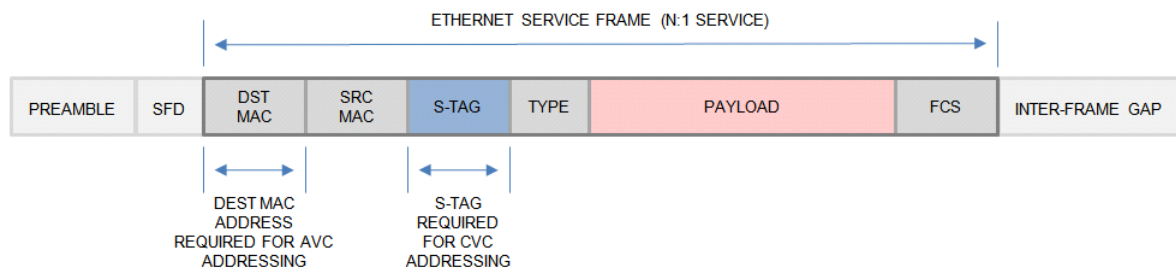 ETHERNET SERVICE FRAME (N:1 SERVICE)
PREAMBLE
SFD
DST
MAC
SRC
MAC
S-TAG
TYPE
PAYLOAD
FCS
INTER-FRAME GAP
DEST MAC
ADDRESS
REQUIRED FOR AVC
ADDRESSING
S-TAG
REQUIRED
FOR CVC
ADDRESSING